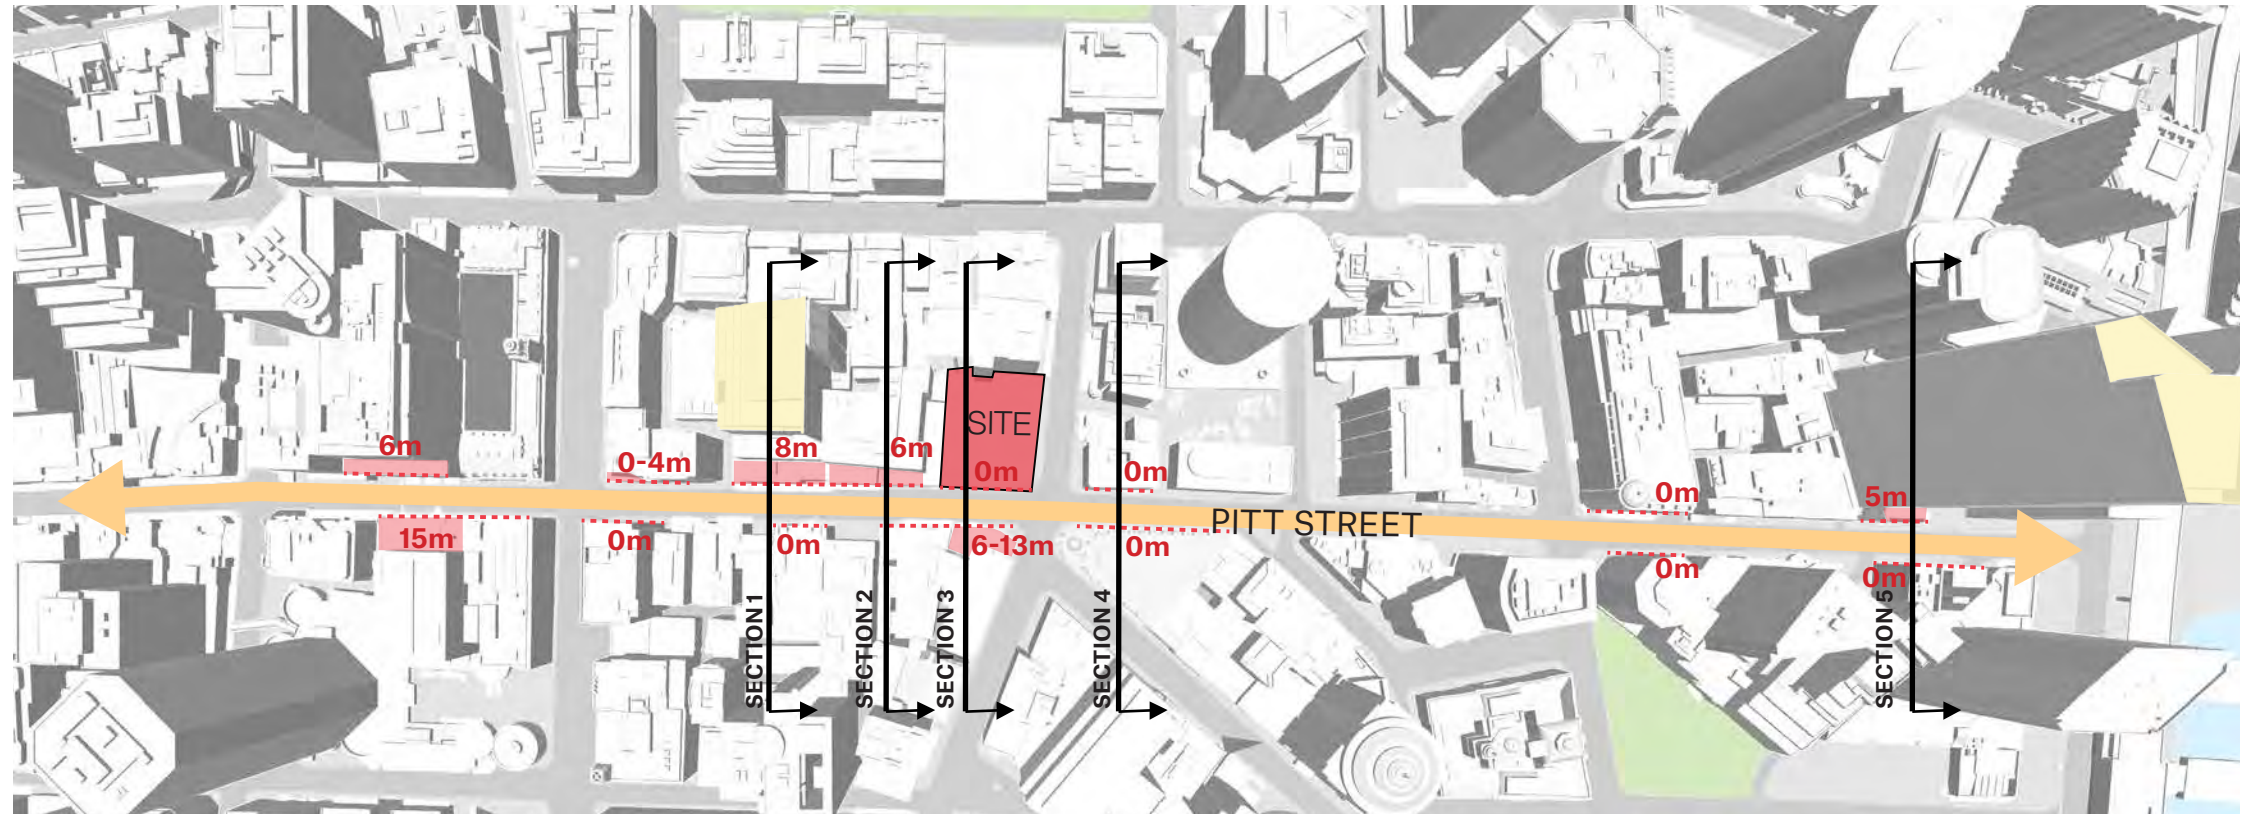 6m
0-4m
8m
6m
SITE
0m
0m
0m
5m
PITT STREET
15m
0m
0m
6-13m
0m
0m
0m
SECTION 1
SECTION 2
SECTION 3
SECTION 4
SECTION 5